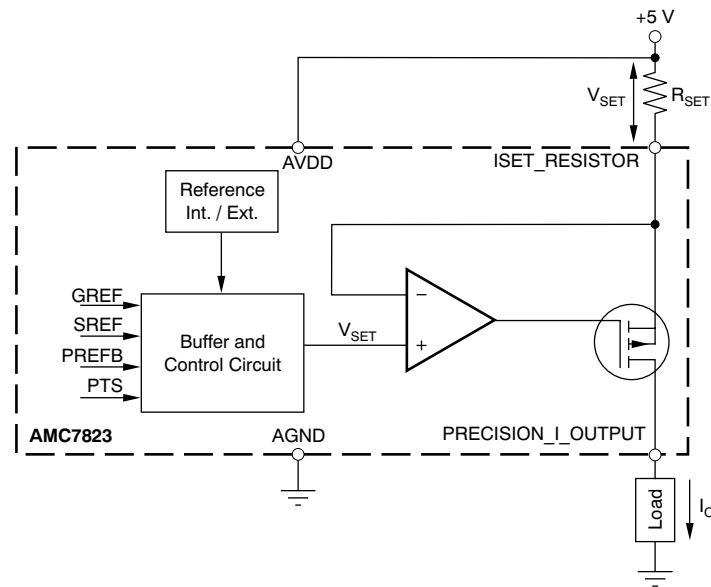 +5 V
VSET
RSET
AVDD
ISET_RESISTOR
Reference
Int. / Ext.
GREF
SREF
PREFB
PTS
Buffer and
Control Circuit
VSET
−
+
AMC7823
AGND
PRECISION_I_OUTPUT
Load
IO